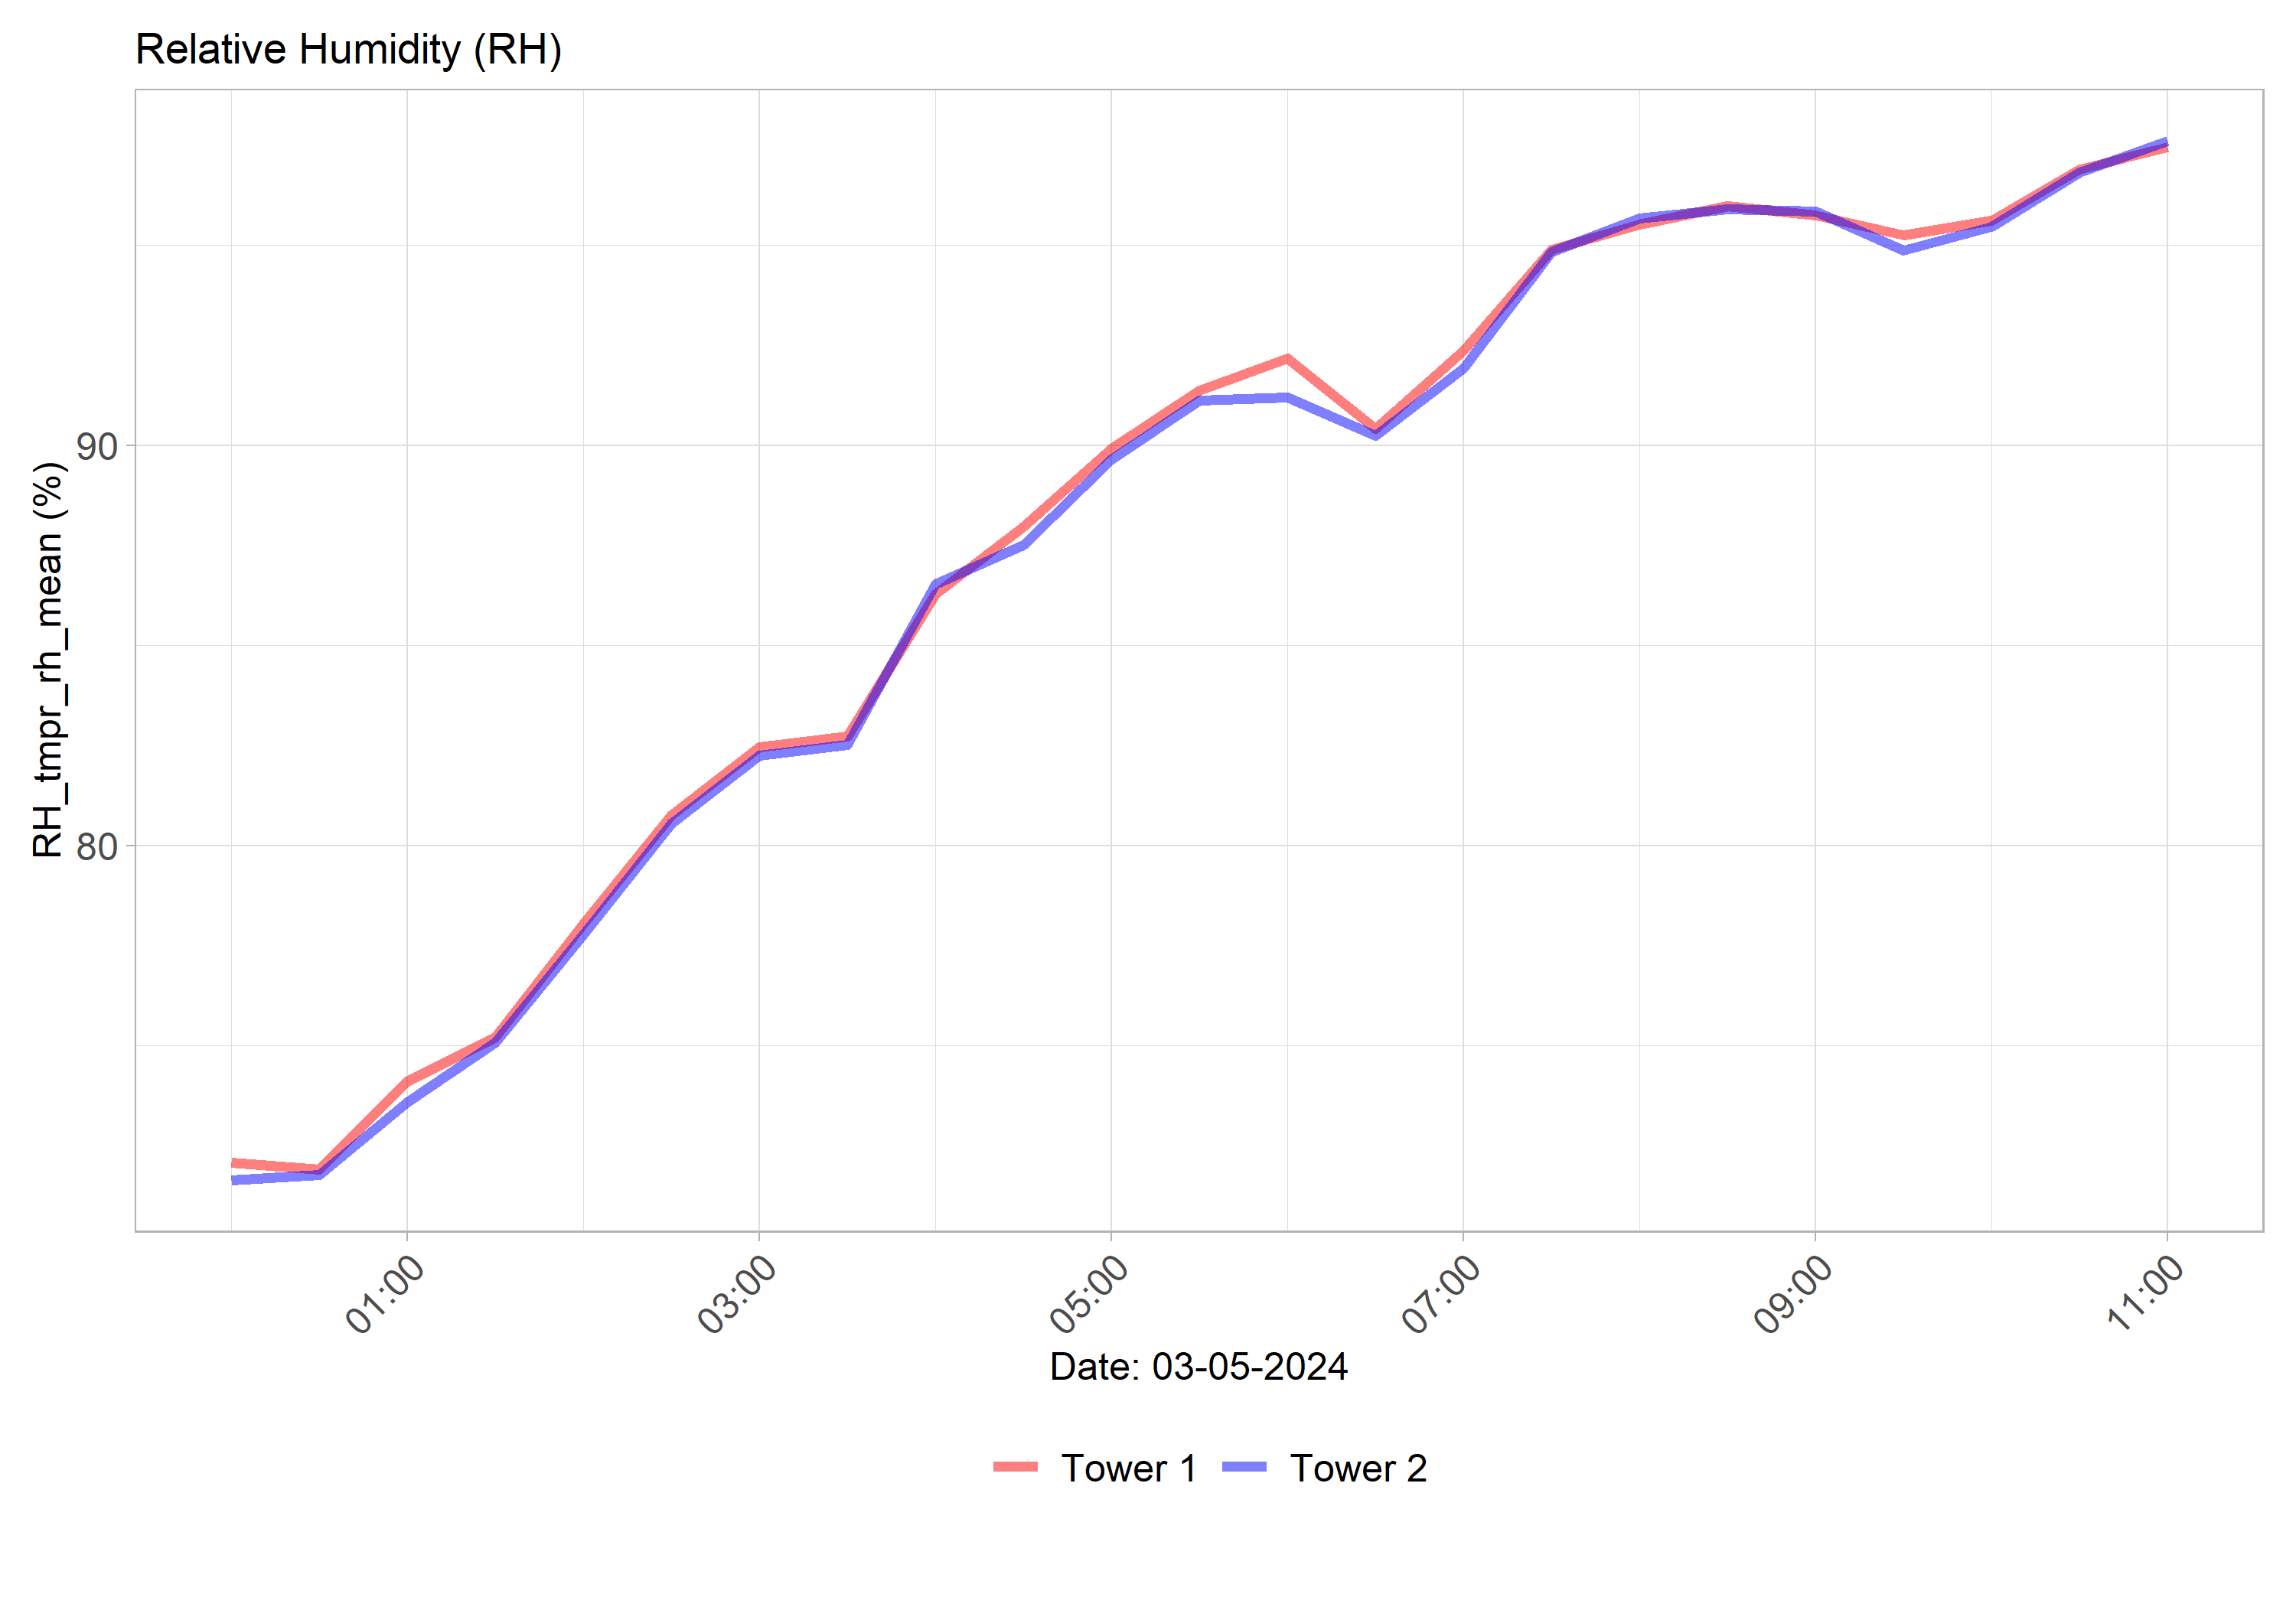 Relative Humidity (RH)
RH_tmpr_rh_mean (%)
90
80
01:00
03:00
05:00
07:00
09:00
11:00
Date: 03-05-2024
Tower 1
Tower 2